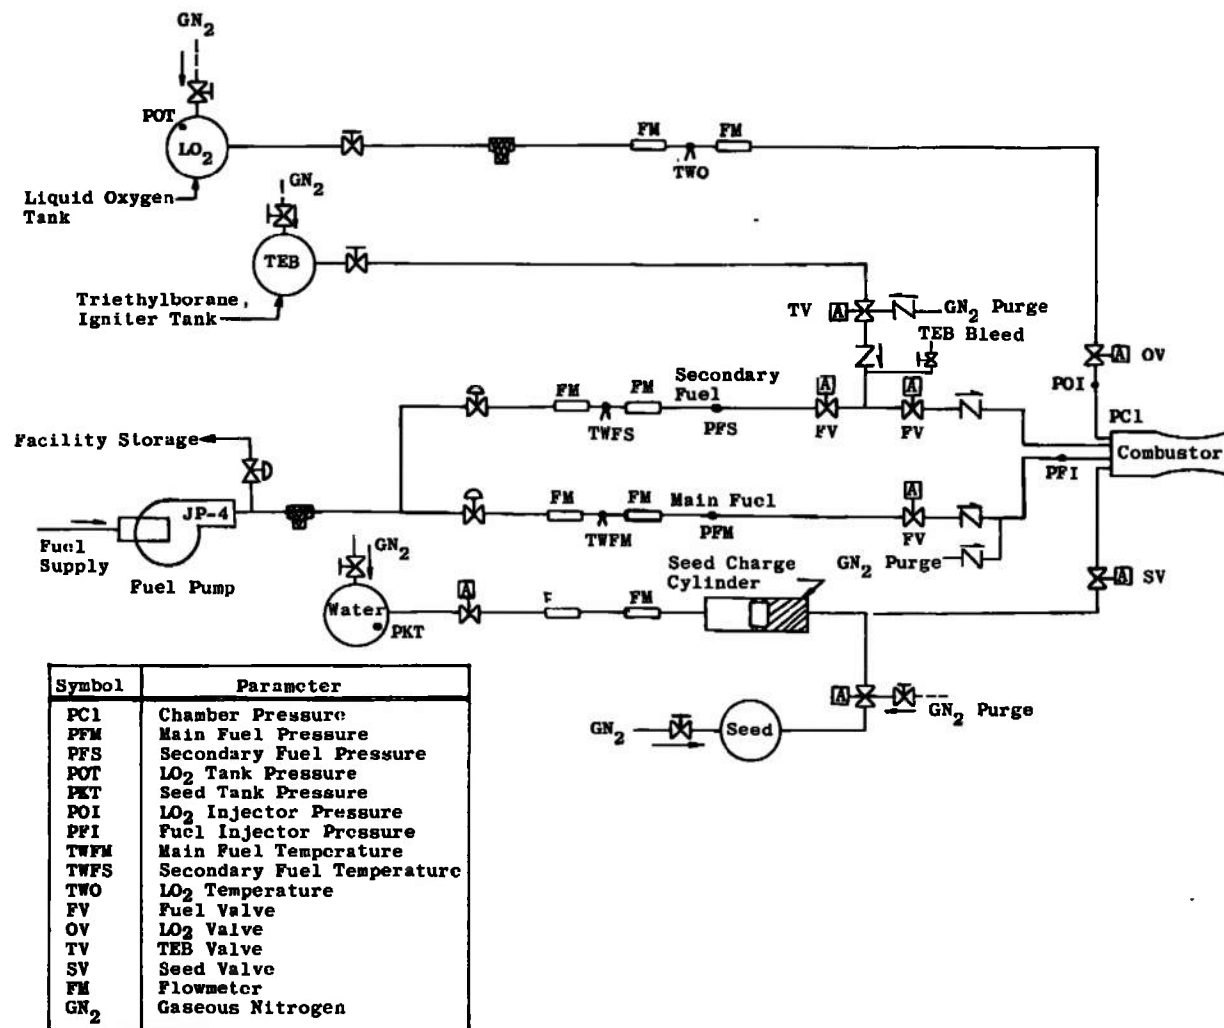 GN2
POT
LO2
FM
FM
TWO
Liquid Oxygen
Tank
GN2
TEB
Triethylborane,
Igniter Tank
TV
A
GN2 Purge
TEB Bleed
A
OV
POI
PC1
Combustor
Secondary
Fuel
FM
FM
A
A
TWFS
PFS
FV
FV
PFI
Facility Storage
JP-4
FM
FM
Main Fuel
A
TWFM
PFM
FV
Fuel
Supply
Fuel Pump
GN2
Seed Charge
Cylinder
GN2
Purge
A
SV
Water
A
F
FM
PKT
A
GN2 Purge
GN2
Seed
Symbol Parameter
PC1 Chamber Pressure
PFM Main Fuel Pressure
PFS Secondary Fuel Pressure
POT LO2 Tank Pressure
PKT Seed Tank Pressure
POI LO2 Injector Pressure
PFI Fuel Injector Pressure
TWFM Main Fuel Temperature
TWFS Secondary Fuel Temperature
TWO LO2 Temperature
FV Fuel Valve
OV LO2 Valve
TV TEB Valve
SV Seed Valve
FM Flowmeter
GN2 Gaseous Nitrogen